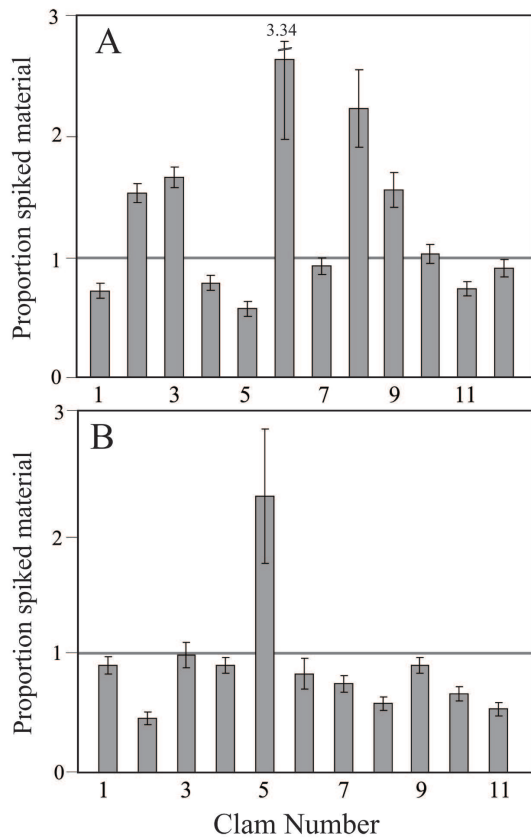 3
A
3.34
2
1
0
Proportion spiked material
1 3 5 7 9 11
3
B
2
1
0
Proportion spiked material
1 3 5 7 9 11
Clam Number